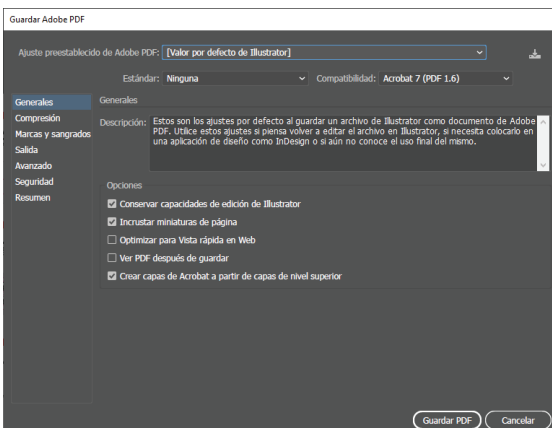 Guardar Adobe PDF
Ajuste preestablecido de Adobe PDF: [Valor por defecto de Illustrator]
Estándar: Ninguna Compatibilidad: Acrobat 7 (PDF 1.6)
Generales
Compresión
Marcas y sangrados
Salida
Avanzado
Seguridad
Resumen
Generales
Descripción: Estos son los ajustes por defecto al guardar un archivo de Illustrator como documento de Adobe
PDF. Utilice estos ajustes si piensa volver a editar el archivo en Illustrator, si necesita colocarlo en
una aplicación de diseño como InDesign o si aún no conoce el uso final del mismo.
Opciones
Conservar capacidades de edición de Illustrator
Incrustar miniaturas de página
Optimizar para Vista rápida en Web
Ver PDF después de guardar
Crear capas de Acrobat a partir de capas de nivel superior
Guardar PDF Cancelar